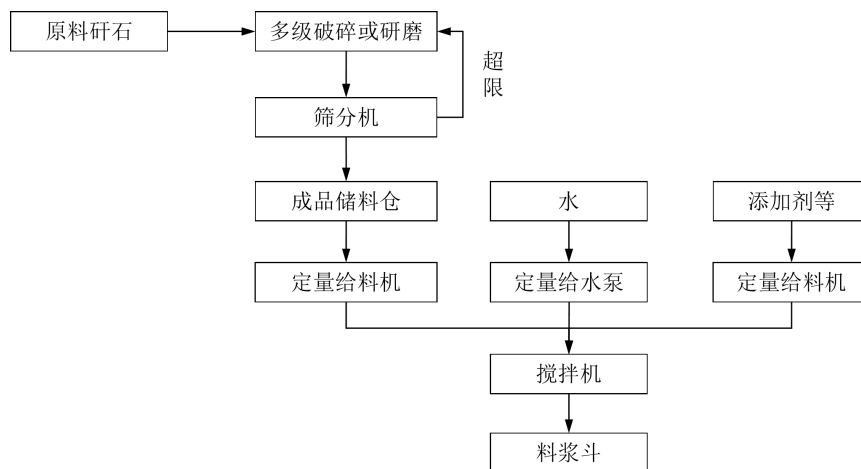 原料矸石
多级破碎或研磨
超
限
筛分机
成品储料仓
水
添加剂等
定量给料机
定量给水泵
定量给料机
搅拌机
料浆斗